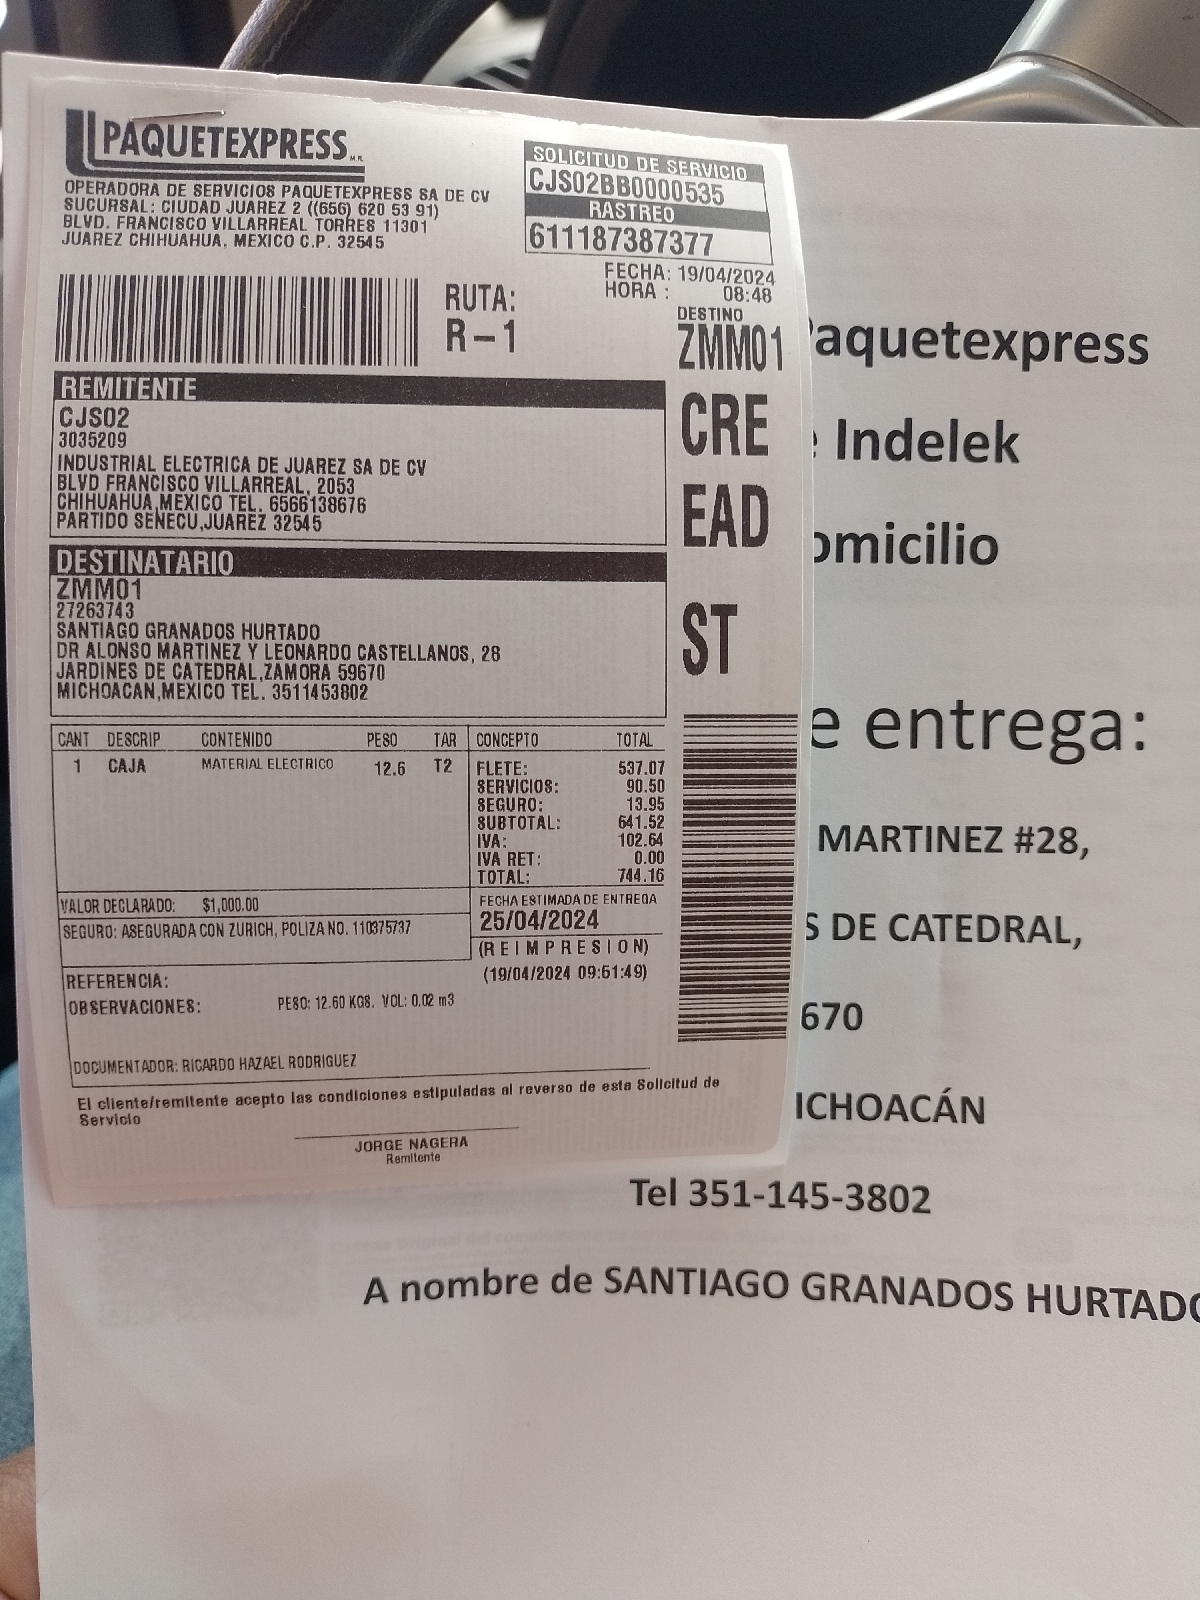 PAQUETEXPRESS M.R.
OPERADORA DE SERVICIOS PAQUETEXPRESS SA DE CV
SUCURSAL: CIUDAD JUAREZ 2 ((656) 620 53 91)
BLVD. FRANCISCO VILLARREAL TORRES 11301
JUAREZ CHIHUAHUA, MEXICO C.P. 32545
SOLICITUD DE SERVICIO
CJS02BB0000535
RASTREO
611187387377
FECHA: 19/04/2024
HORA : 08:48
RUTA:
R-1
DESTINO
ZMM01
CRE
EAD
ST
REMITENTE
CJS02
3035209
INDUSTRIAL ELECTRICA DE JUAREZ SA DE CV
BLVD FRANCISCO VILLARREAL, 2053
CHIHUAHUA,MEXICO TEL. 6566138676
PARTIDO SENECU,JUAREZ 32545
DESTINATARIO
ZMM01
27263743
SANTIAGO GRANADOS HURTADO
DR ALONSO MARTINEZ Y LEONARDO CASTELLANOS, 28
JARDINES DE CATEDRAL,ZAMORA 59670
MICHOACAN,MEXICO TEL. 3511453802
CANT DESCRIP CONTENIDO PESO TAR
1 CAJA MATERIAL ELECTRICO 12.6 T2
CONCEPTO TOTAL
FLETE: 537.07
SERVICIOS: 90.50
SEGURO: 13.95
SUBTOTAL: 641.52
IVA: 102.64
IVA RET: 0.00
TOTAL: 744.16
VALOR DECLARADO: $1,000.00
SEGURO: ASEGURADA CON ZURICH, POLIZA NO. 110375737
FECHA ESTIMADA DE ENTREGA
25/04/2024
(REIMPRESION)
(19/04/2024 09:51:49)
REFERENCIA:
OBSERVACIONES: PESO: 12.60 KGS. VOL: 0.02 m3
DOCUMENTADOR: RICARDO HAZAEL RODRIGUEZ
El cliente/remitente acepto las condiciones estipuladas al reverso de esta Solicitud de
Servicio
JORGE NAGERA
Remitente
aquetexpress
Indelek
omicilio
e entrega:
MARTINEZ #28,
S DE CATEDRAL,
670
ICHOACÁN
Tel 351-145-3802
A nombre de SANTIAGO GRANADOS HURTADO